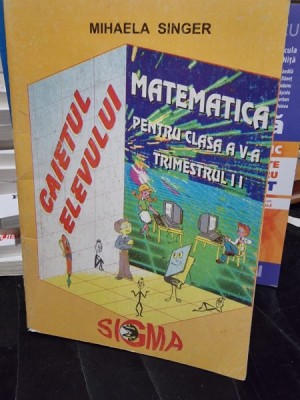 MIHAELA SINGER
CAIETUL
ELEVULUI
MATEMATICA
PENTRU CLASA A V-A
TRIMESTRUL II
SIGMA